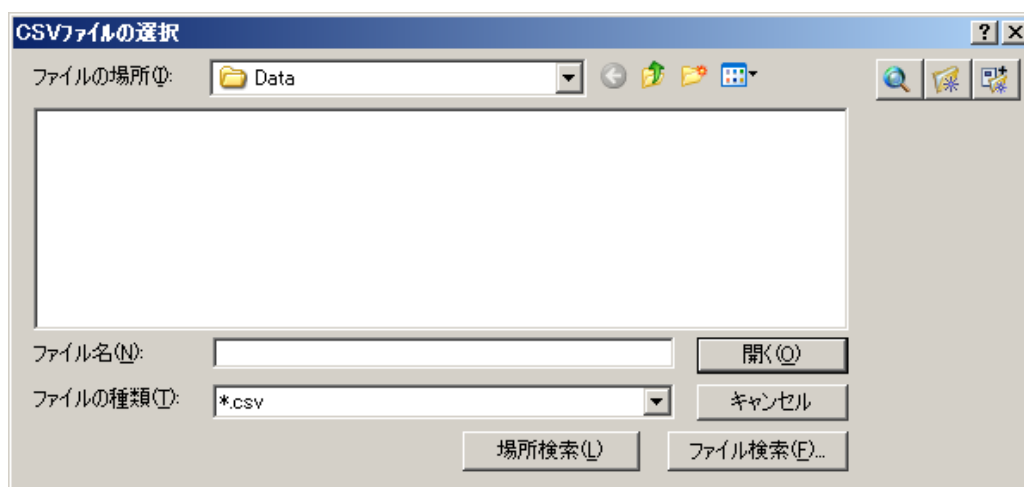 CSVファイルの選択
ファイルの場所(I):
Data
ファイル名(N):
開く(O)
ファイルの種類(T):
*.csv
キャンセル
場所検索(L)
ファイル検索(F)...